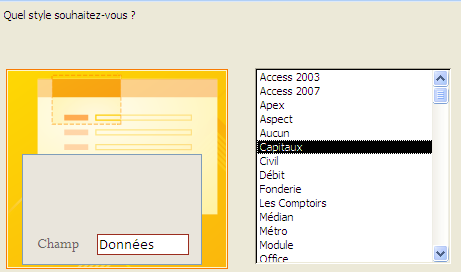 Quel style souhaitez-vous ?
Champ
Données
Access 2003
Access 2007
Apex
Aspect
Aucun
Capitaux
Civil
Débit
Fonderie
Les Comptoirs
Médian
Métro
Module
Office